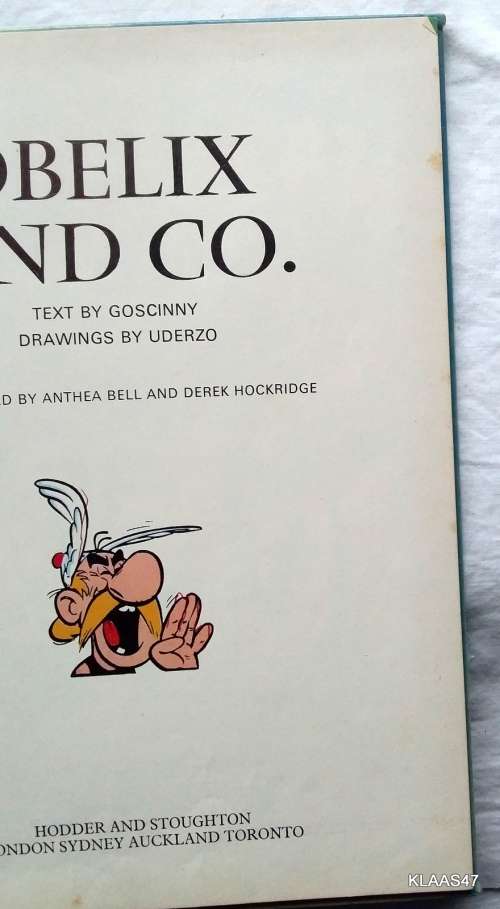 OBELIX
ND CO.
TEXT BY GOSCINNY
DRAWINGS BY UDERZO
D BY ANTHEA BELL AND DEREK HOCKRIDGE
HODDER AND STOUGHTON
ONDON SYDNEY AUCKLAND TORONTO
KLAAS47